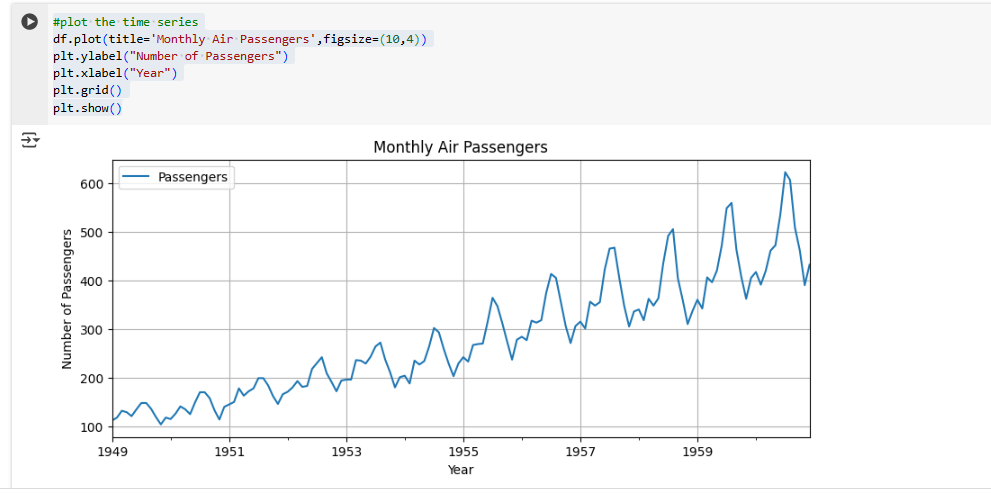 #plot the time series
df.plot(title='Monthly Air Passengers',figsize=(10,4))
plt.ylabel("Number of Passengers")
plt.xlabel("Year")
plt.grid()
plt.show()
Monthly Air Passengers
Passengers
600
500
400
300
200
100
Number of Passengers
1949 1951 1953 1955 1957 1959
Year